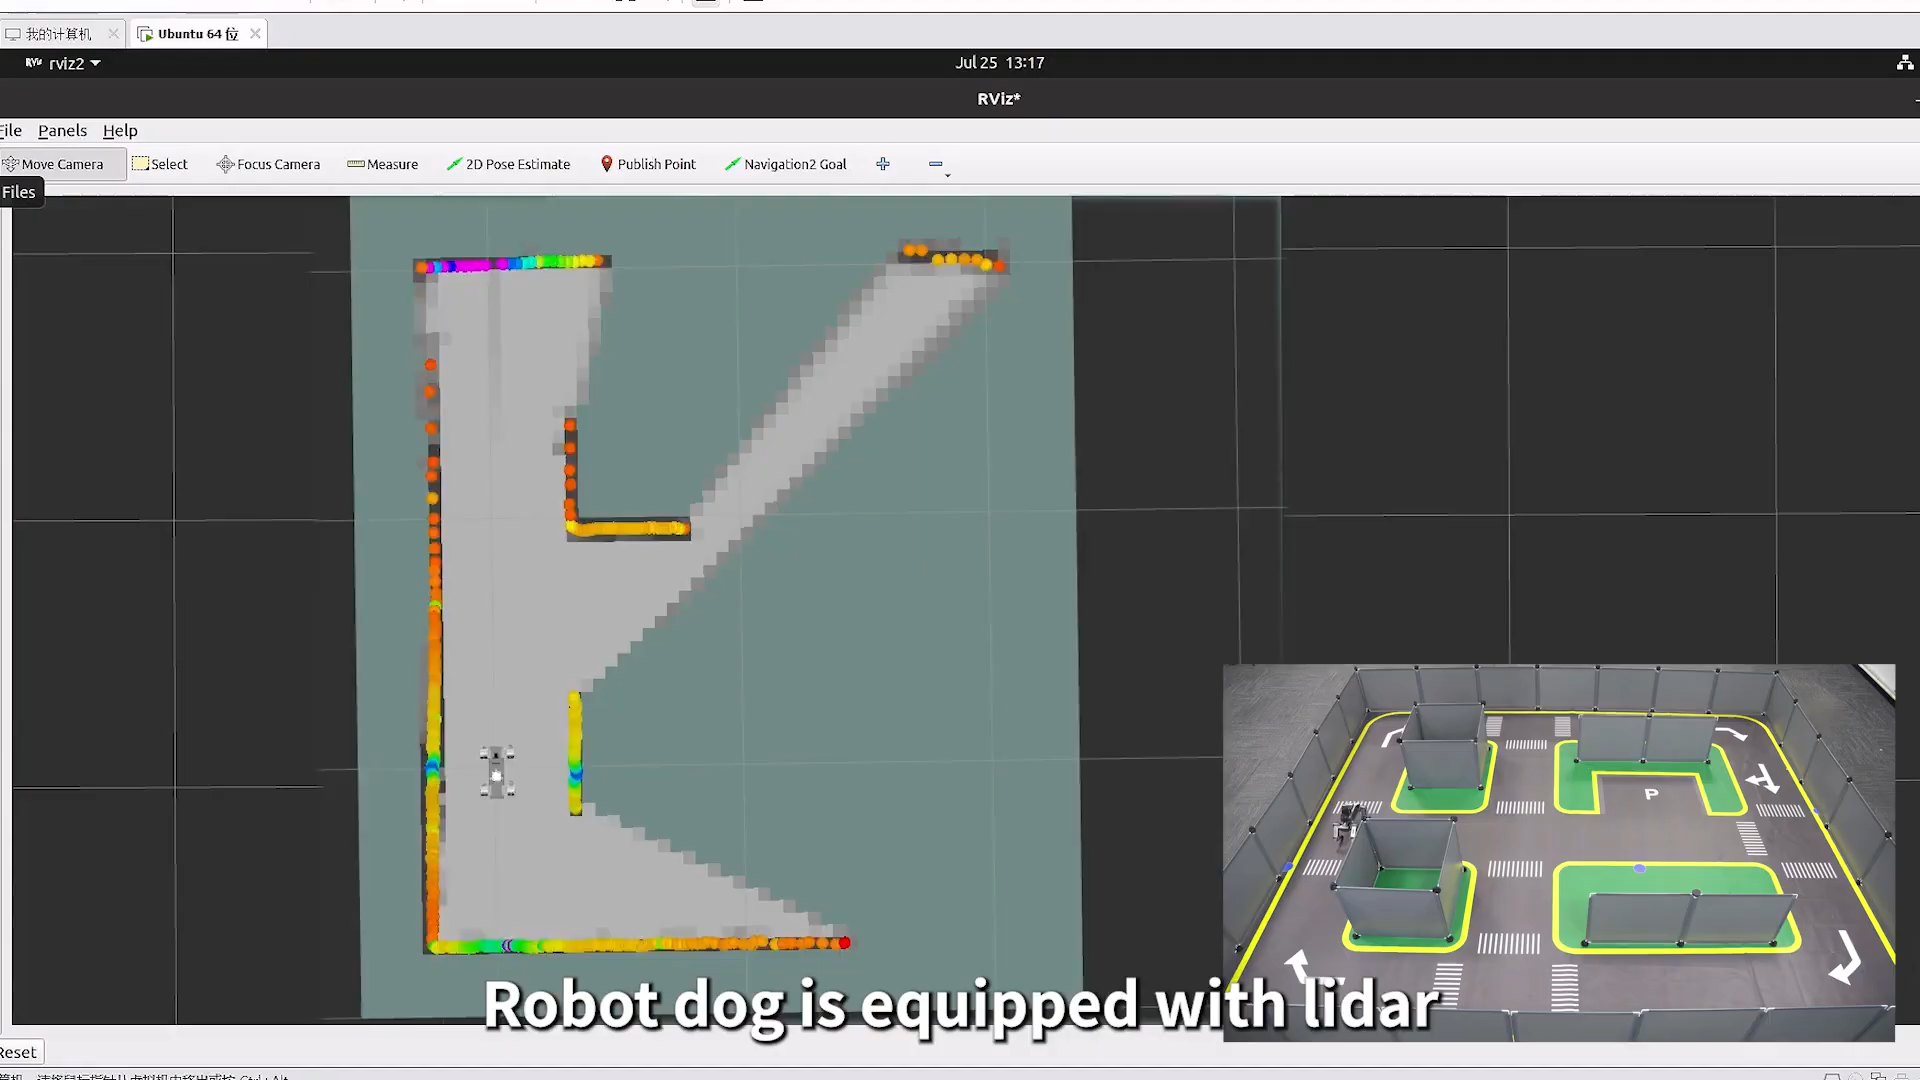 我的计算机
Ubuntu 64 位
rviz2
Jul 25 13:17
RViz*
File Panels Help
Move Camera Select Focus Camera Measure 2D Pose Estimate Publish Point Navigation2 Goal
Files
P
Robot dog is equipped with lidar
Reset